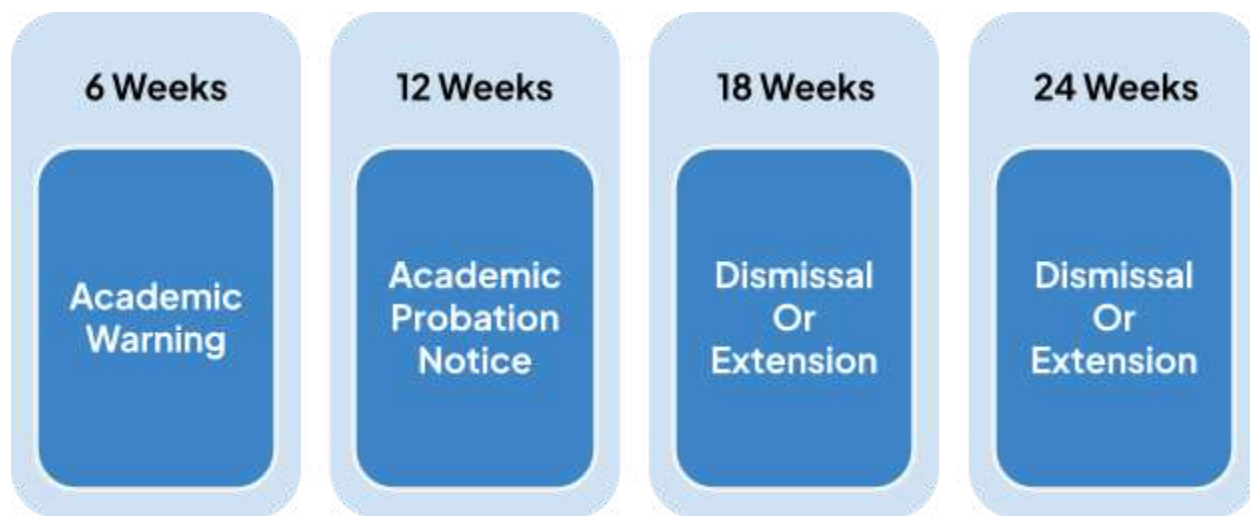 6 Weeks
Academic
Warning
12 Weeks
Academic
Probation
Notice
18 Weeks
Dismissal
Or
Extension
24 Weeks
Dismissal
Or
Extension